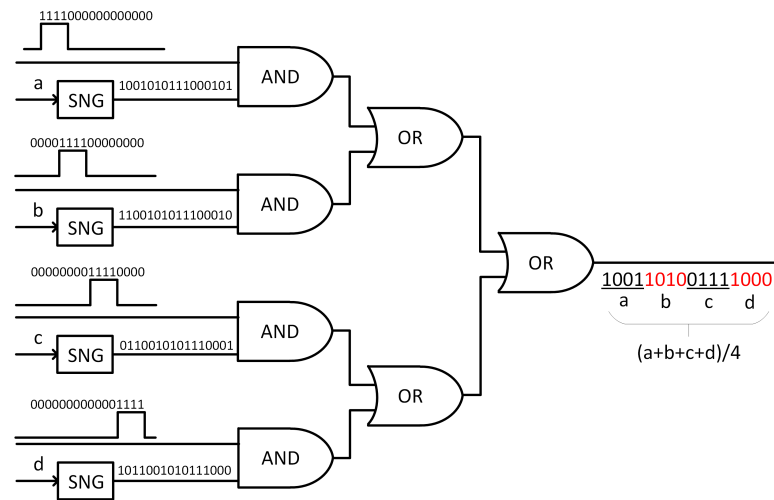 1111000000000000
a
SNG
1001010111000101
AND
0000111100000000
b
SNG
1100101011100010
AND
OR
0000000011110000
c
SNG
0110010101110001
AND
0000000000001111
d
SNG
1011001010111000
AND
OR
OR
1001101001111000
a b c d
(a+b+c+d)/4